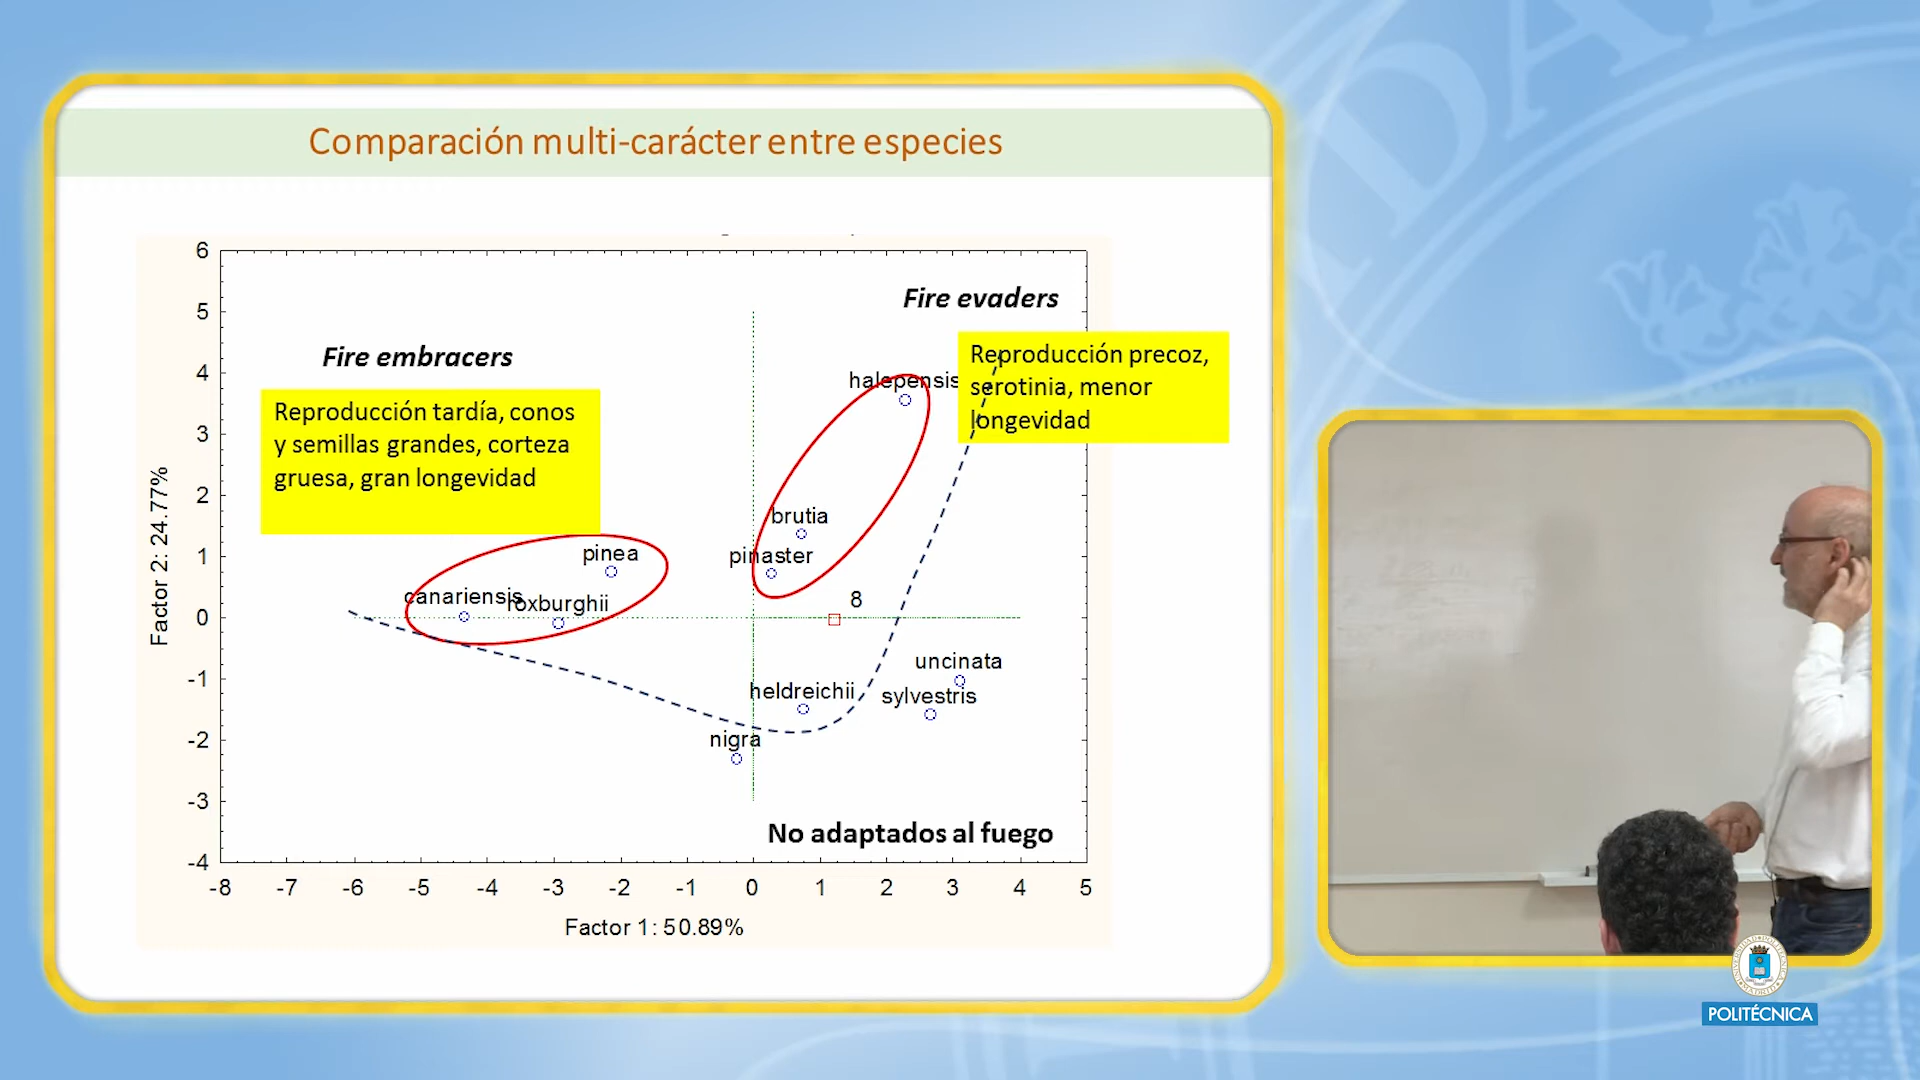 Comparación multi-carácter entre especies
6
5
4
3
2
1
0
-1
-2
-3
-4
Factor 2: 24.77%
Fire embracers
Reproducción tardía, conos
y semillas grandes, corteza
gruesa, gran longevidad
Fire evaders
Reproducción precoz,
serotinia, menor
longevidad
halepensis
brutia
pinaster
pinea
canariensis
roxburghii
8
uncinata
sylvestris
heldreichii
nigra
No adaptados al fuego
-8 -7 -6 -5 -4 -3 -2 -1 0 1 2 3 4 5
Factor 1: 50.89%
POLITÉCNICA